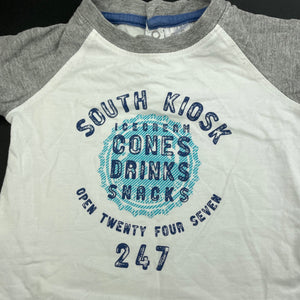 SOUTH KIOSK
ICECREAM
CONES
DRINKS
SNACKS
OPEN TWENTY FOUR SEVEN
247